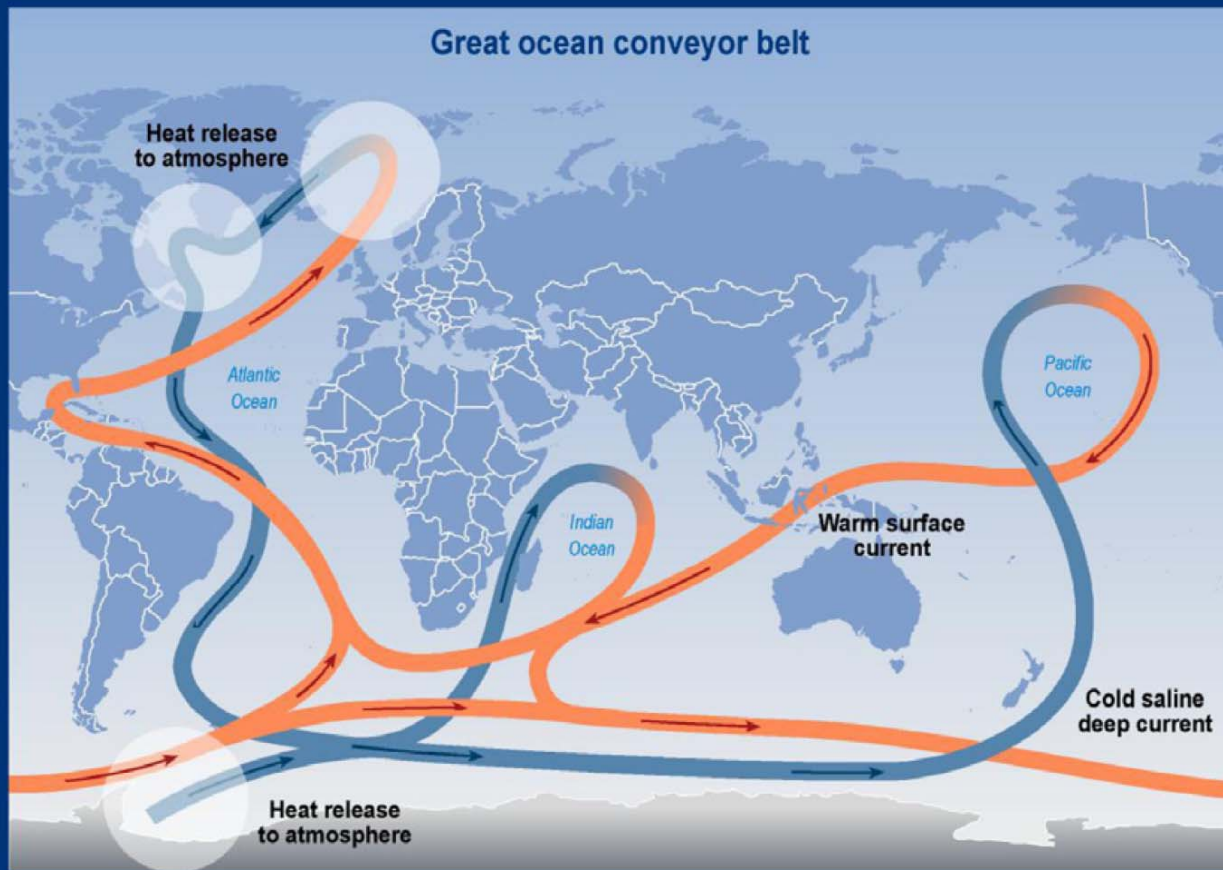 Great ocean conveyor belt
Heat release
to atmosphere
Atlantic
Ocean
Pacific
Ocean
Indian
Ocean
Warm surface
current
Cold saline
deep current
Heat release
to atmosphere